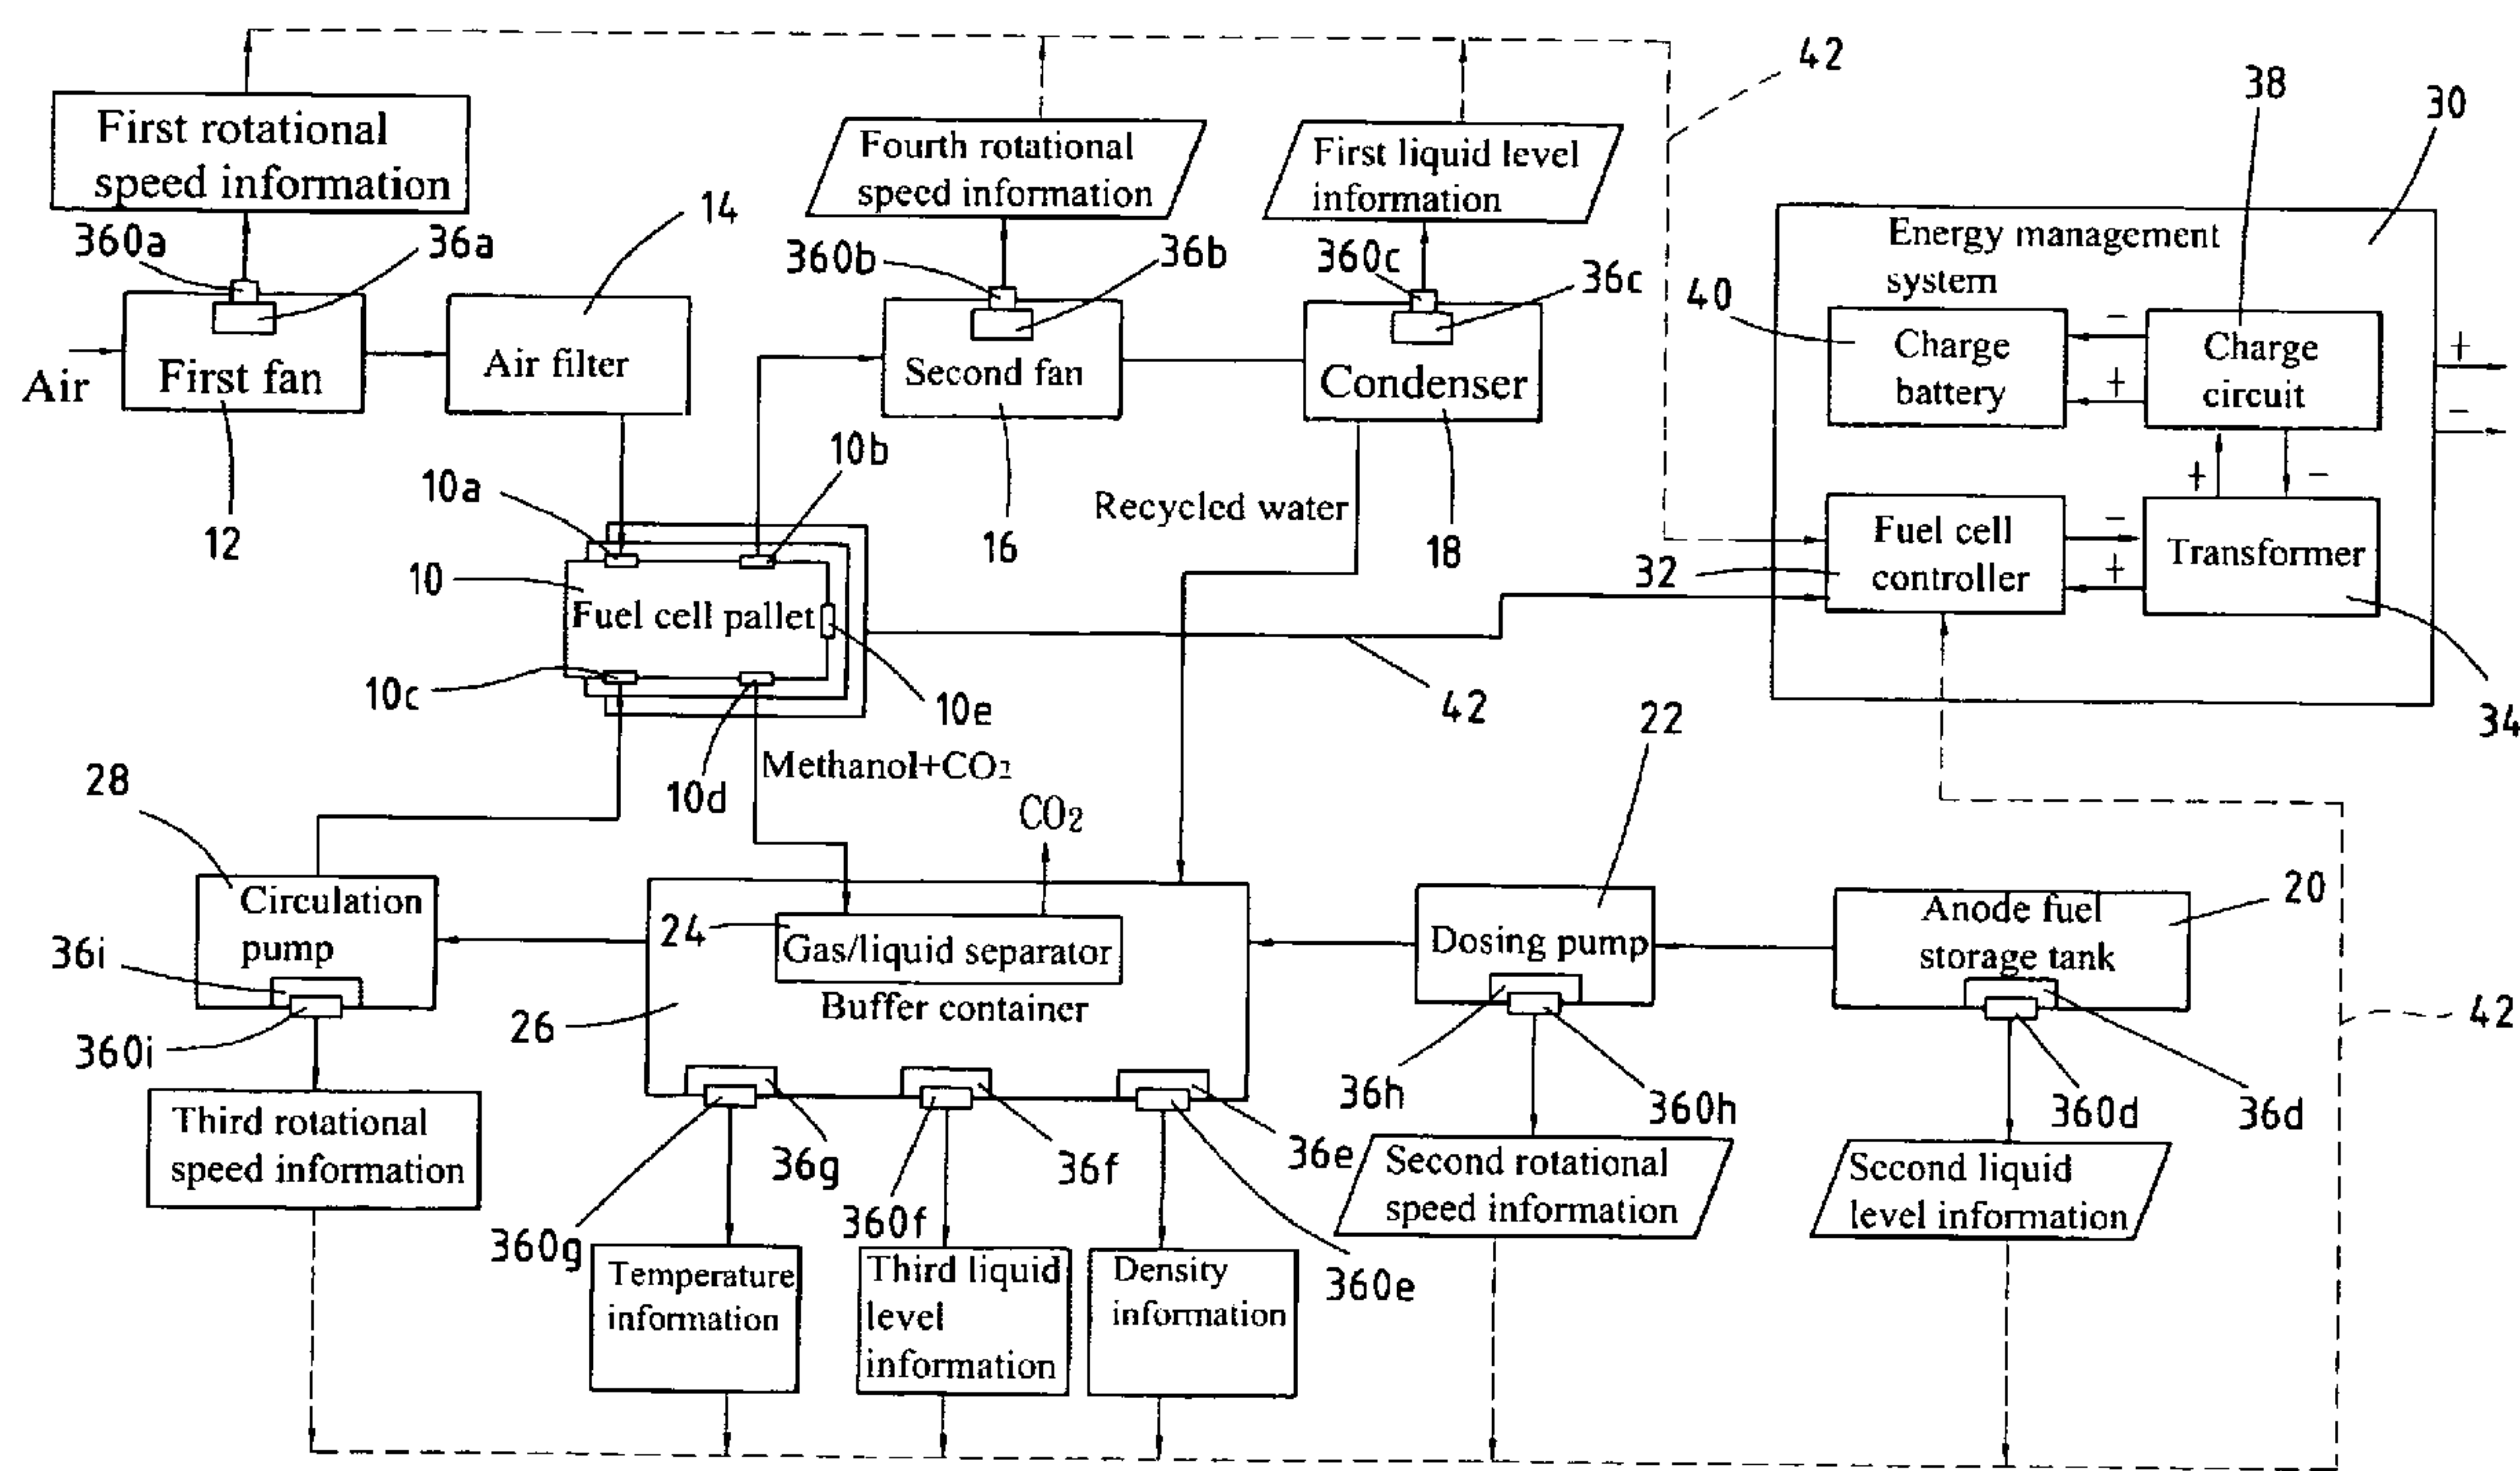 42
38
30
First rotational
speed information
Fourth rotational
speed information
First liquid level
information
14
360a
36a
360b
36b
360c
36c
Energy management
system
40
Air
First fan
Air filter
Second fan
Condenser
Charge
battery
Charge
circuit
−
+
+
−
+
−
12
10a
10b
16
Recycled water
18
10
Fuel cell pallet
32
Fuel cell
controller
−
+
Transformer
10c
10d
10e
42
34
Methanol+CO2
CO2
22
28
Circulation
pump
36i
360i
24
Gas/liquid separator
Buffer container
26
Dosing pump
Anode fuel
storage tank
20
42
36h
360h
360d
36d
Third rotational
speed information
360g
36g
360f
36f
36e
360e
Second rotational
speed information
Second liquid
level information
Temperature
information
Third liquid
level
information
Density
information